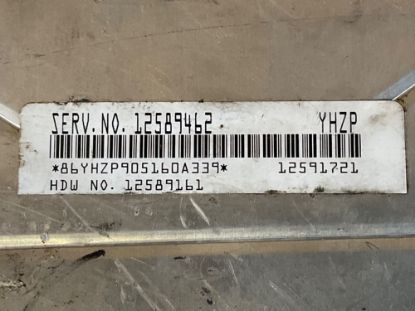 SERV.NO. 12589462 YHZP
*86YHZP905160A339* 12591721
HDW NO. 12589161